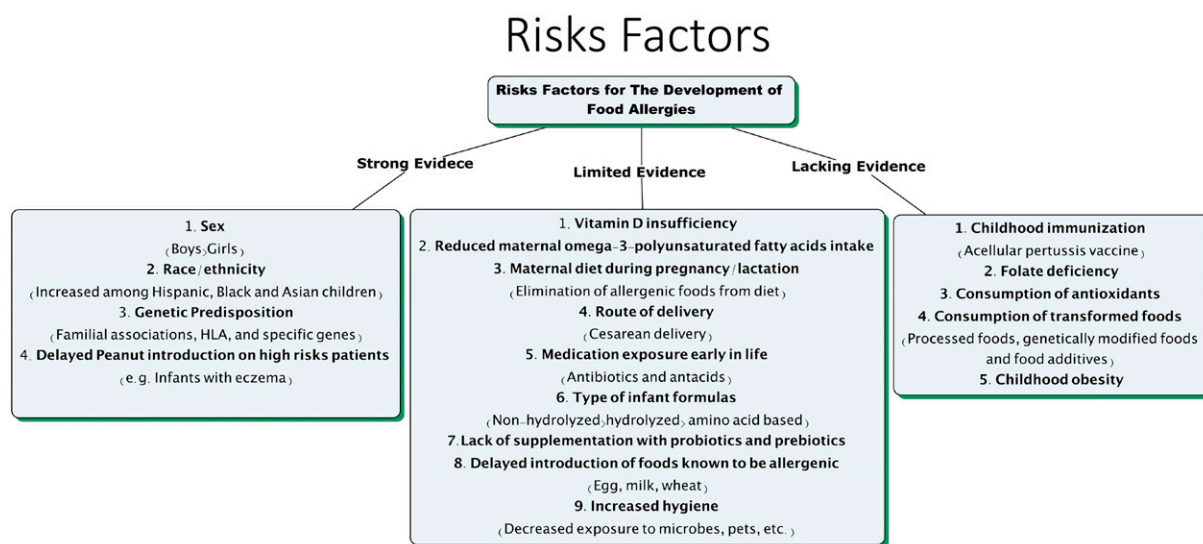 Risks Factors
Risks Factors for The Development of
Food Allergies
Strong Evidece
Limited Evidence
Lacking Evidence
1. Sex
(Boys>Girls)
2. Race/ethnicity
(Increased among Hispanic, Black and Asian children)
3. Genetic Predisposition
(Familial associations, HLA, and specific genes)
4. Delayed Peanut introduction on high risks patients
(e.g. Infants with eczema)
1. Vitamin D insufficiency
2. Reduced maternal omega-3-polyunsaturated fatty acids intake
3. Maternal diet during pregnancy/lactation
(Elimination of allergenic foods from diet)
4. Route of delivery
(Cesarean delivery)
5. Medication exposure early in life
(Antibiotics and antacids)
6. Type of infant formulas
(Non-hydrolyzed>hydrolyzed> amino acid based)
7. Lack of supplementation with probiotics and prebiotics
8. Delayed introduction of foods known to be allergenic
(Egg, milk, wheat)
9. Increased hygiene
(Decreased exposure to microbes, pets, etc.)
1. Childhood immunization
(Acellular pertussis vaccine)
2. Folate deficiency
3. Consumption of antioxidants
4. Consumption of transformed foods
(Processed foods, genetically modified foods
and food additives)
5. Childhood obesity